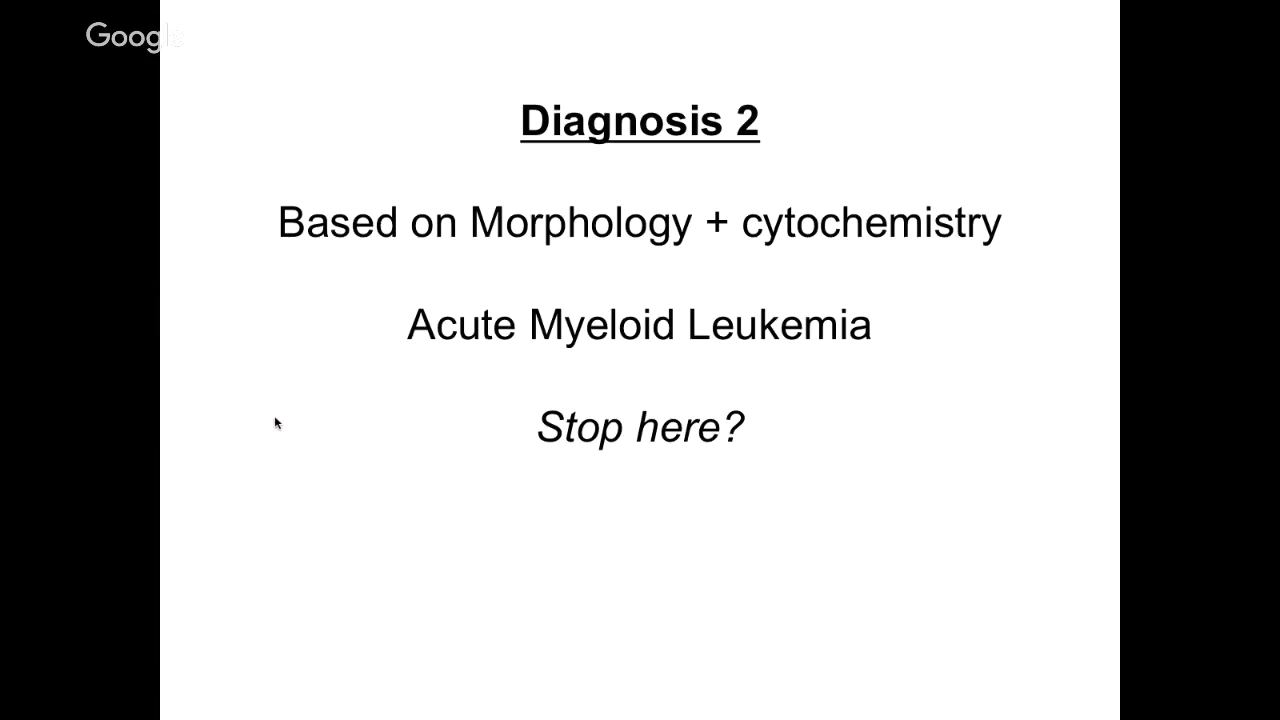 Google
Diagnosis 2
Based on Morphology + cytochemistry
Acute Myeloid Leukemia
Stop here?